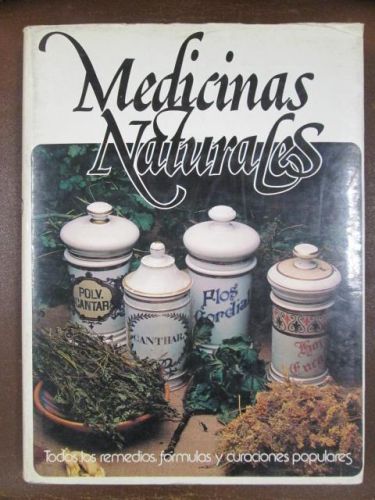 Medicinas
Naturales
POLV.
CANTAR
CANTHAR
Flos
Cordial
Todos los remedios, fórmulas y curaciones populares